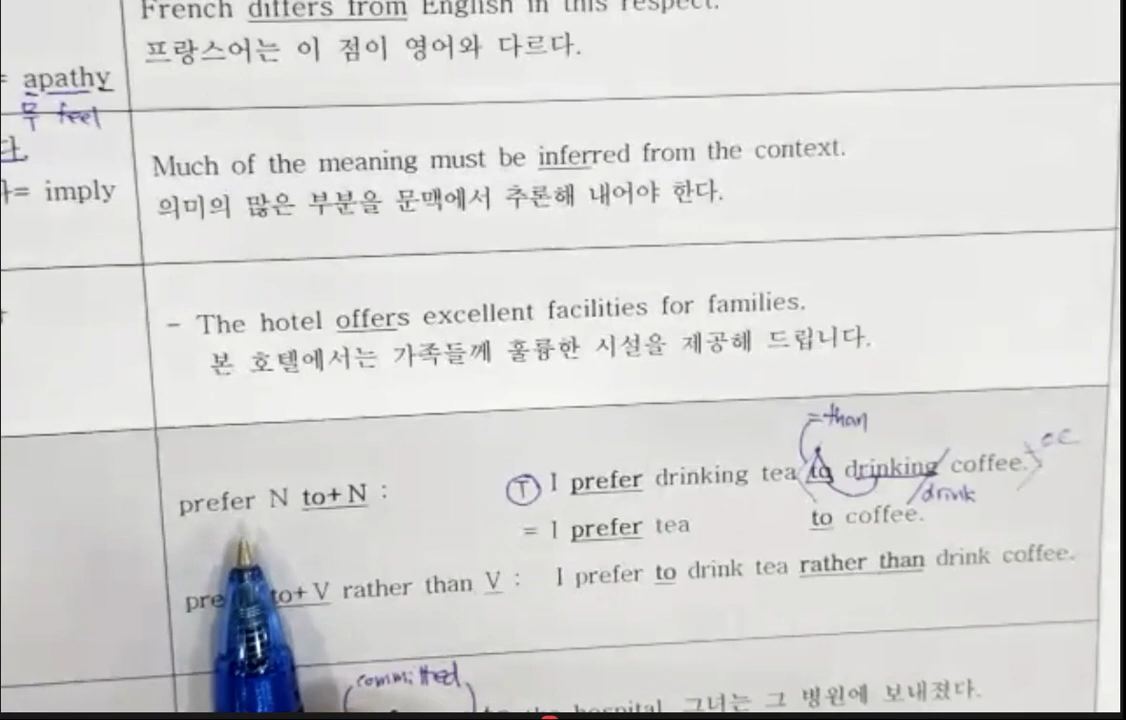 French differs from English in this respect.
프랑스어는 이 점이 영어와 다르다.
= apathy
무 feel
다
= imply
Much of the meaning must be inferred from the context.
의미의 많은 부분을 문맥에서 추론해 내어야 한다.
- The hotel offers excellent facilities for families.
본 호텔에서는 가족들께 훌륭한 시설을 제공해 드립니다.
=than
prefer N to+N : Ⓣ I prefer drinking tea to drinking coffee.
drink
= I prefer tea to coffee.
to+V rather than V : I prefer to drink tea rather than drink coffee.
committed
hospital 그녀는 그 병원에 보내졌다.